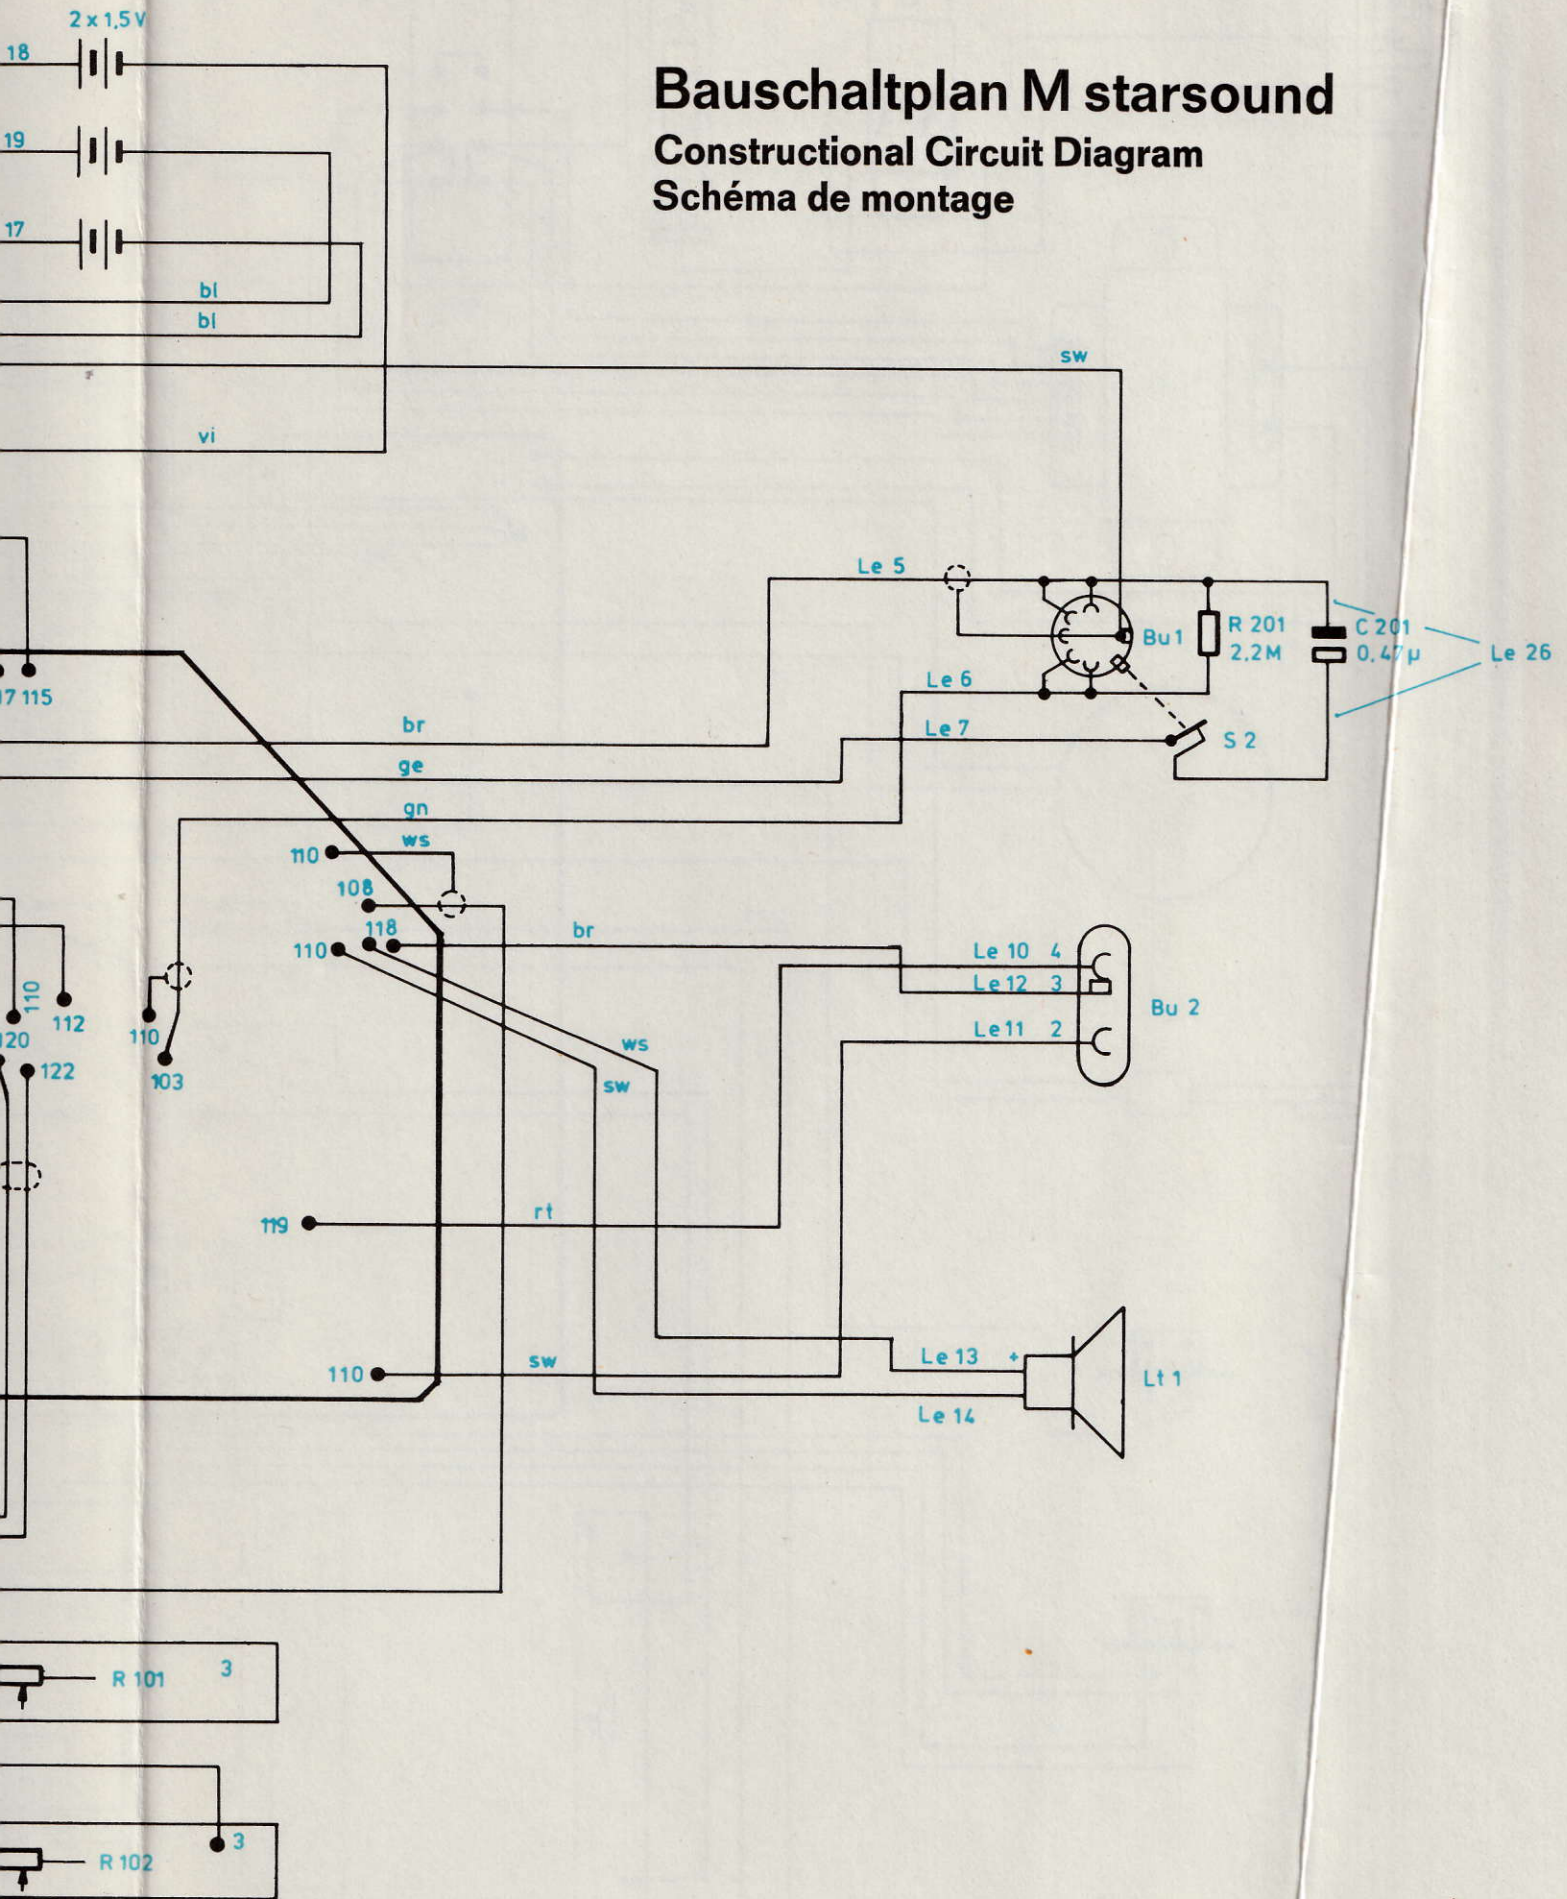 2 x 1,5 V
18
Bauschaltplan M starsound
Constructional Circuit Diagram
Schéma de montage
19
17
bl
bl
sw
vi
Le 5
Bu 1
R 201
2,2M
C 201
0,47µ
Le 26
Le 6
17 115
br
Le 7
S 2
ge
gn
ws
110
108
118
br
110
Le 10 4
Le 12 3
Bu 2
110
112
110
Le 11 2
120
122
ws
103
sw
rt
119
sw
110
Le 13 +
Lt 1
Le 14
R 101 3
3
R 102